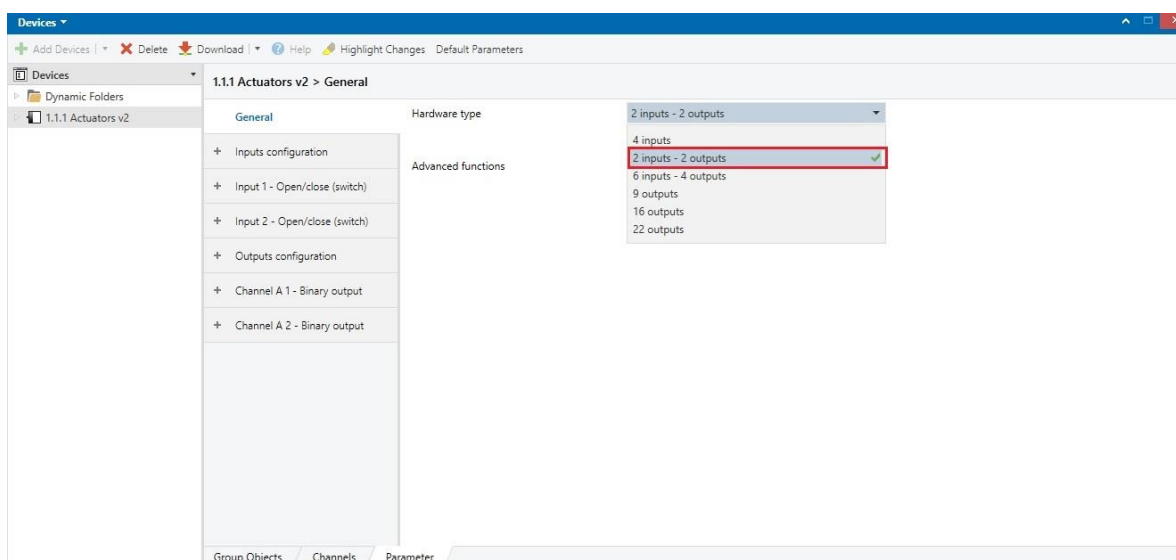 Devices
Add Devices Delete Download Help Highlight Changes Default Parameters
Devices
Dynamic Folders
1.1.1 Actuators v2
1.1.1 Actuators v2 > General
General
+ Inputs configuration
+ Input 1 - Open/close (switch)
+ Input 2 - Open/close (switch)
+ Outputs configuration
+ Channel A 1 - Binary output
+ Channel A 2 - Binary output
Hardware type
2 inputs - 2 outputs
4 inputs
2 inputs - 2 outputs
6 inputs - 4 outputs
9 outputs
16 outputs
22 outputs
Advanced functions
Group Objects Channels Parameter